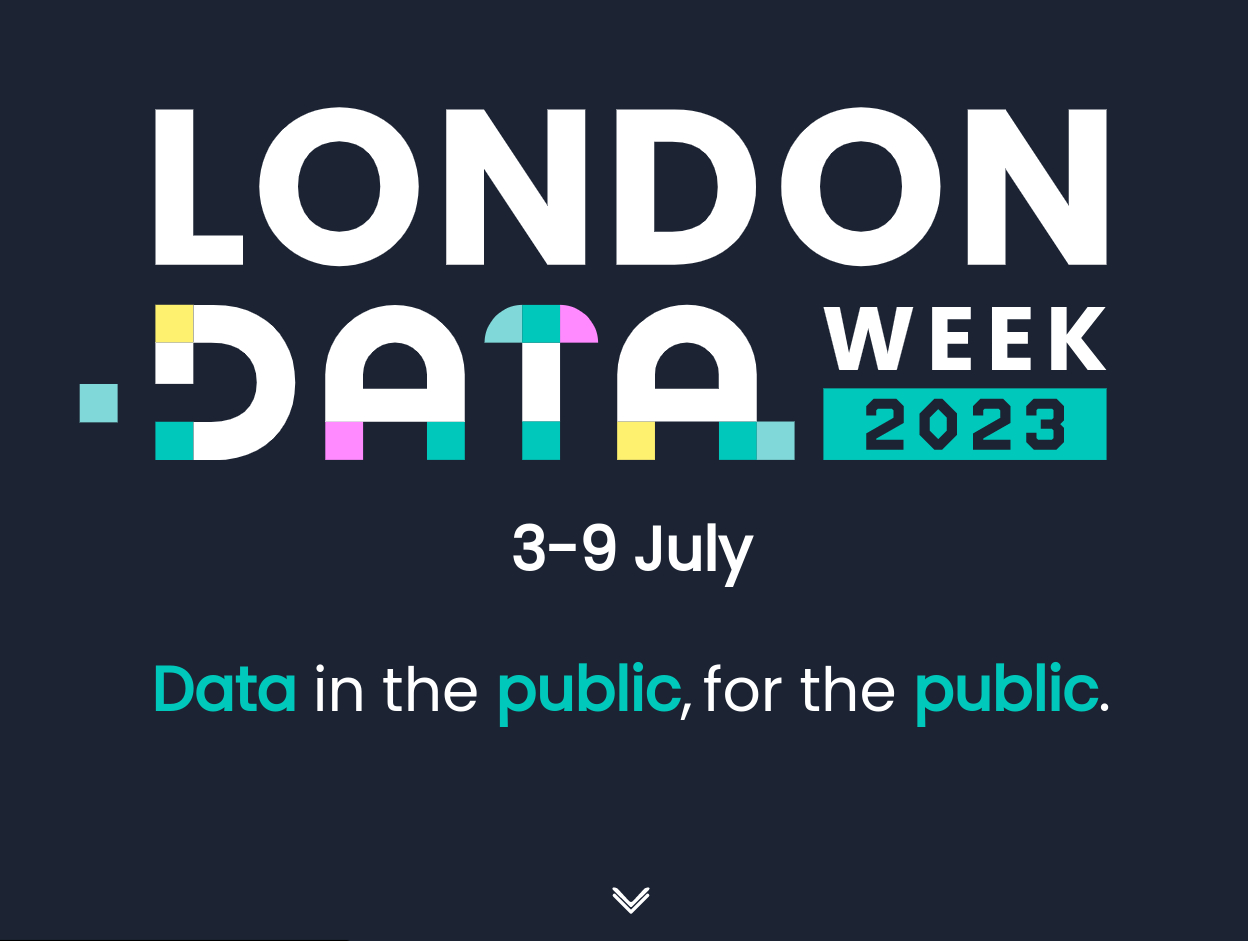 LONDON
DATA WEEK
2023
3-9 July
Data in the public, for the public.